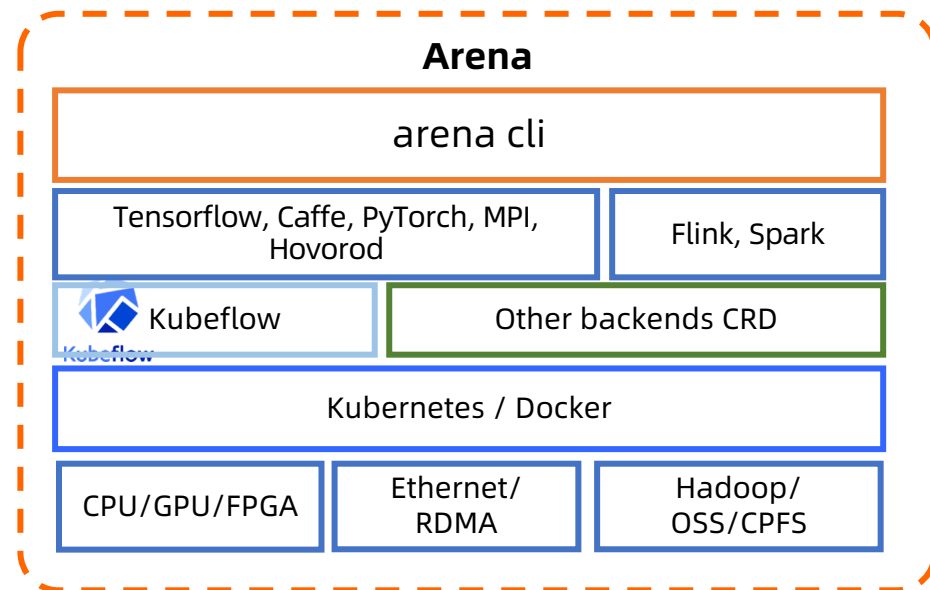 Arena
arena cli
Tensorflow, Caffe, PyTorch, MPI,
Hovorod
Flink, Spark
Kubeflow
Kubeflow
Other backends CRD
Kubernetes / Docker
CPU/GPU/FPGA
Ethernet/
RDMA
Hadoop/
OSS/CPFS